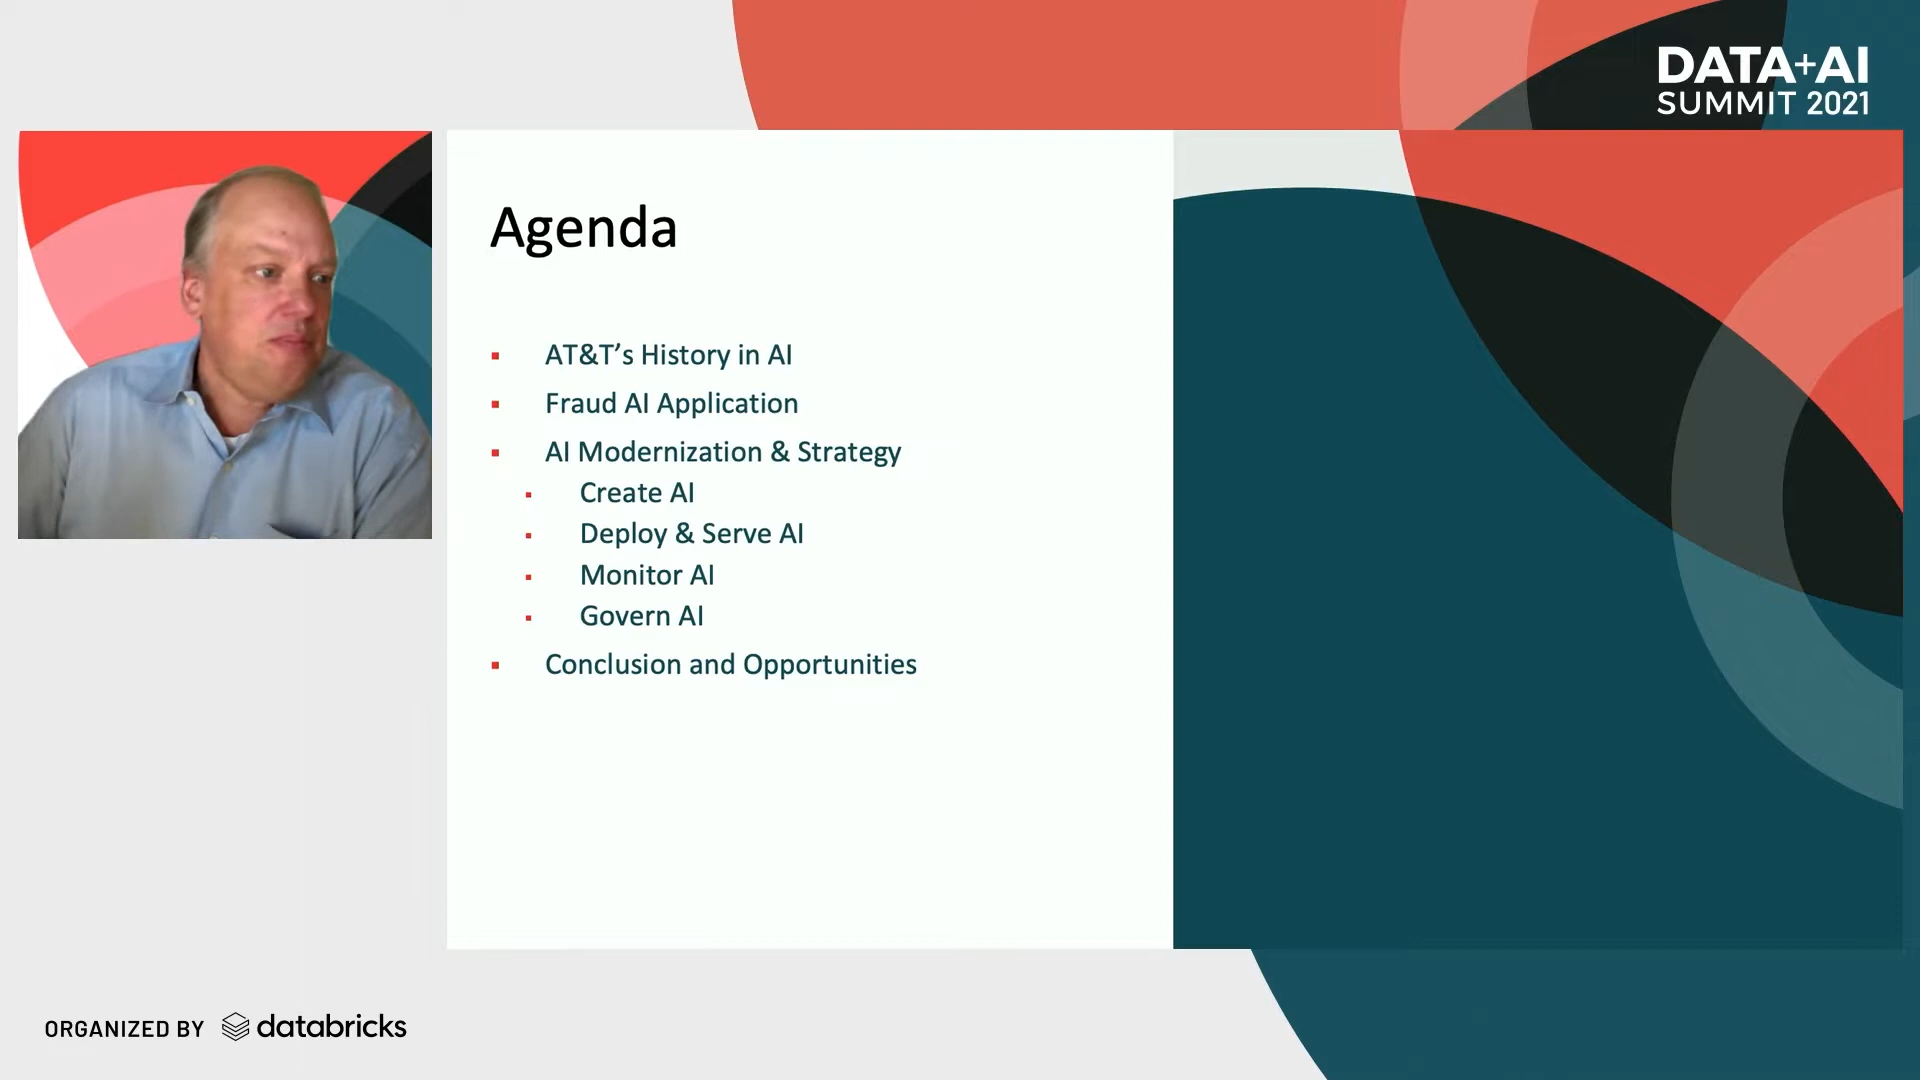 DATA+AI
SUMMIT 2021
Agenda
AT&T’s History in AI
Fraud AI Application
AI Modernization & Strategy
Create AI
Deploy & Serve AI
Monitor AI
Govern AI
Conclusion and Opportunities
ORGANIZED BY databricks